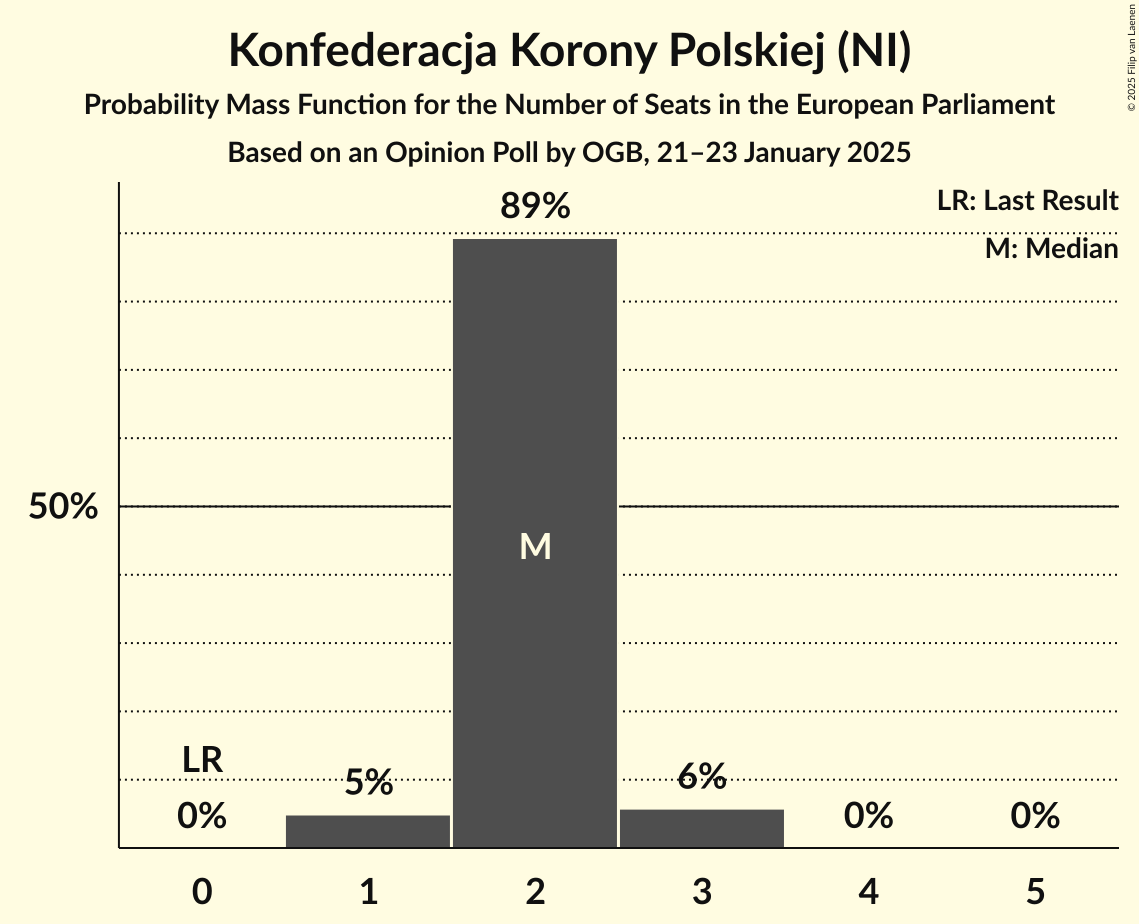 Konfederacja Korony Polskiej (NI)
Probability Mass Function for the Number of Seats in the European Parliament
Based on an Opinion Poll by OGB, 21–23 January 2025
© 2025 Filip van Laenen
LR: Last Result
M: Median
89%
50%
M
LR
0%
5%
6%
0%
0%
0
1
2
3
4
5